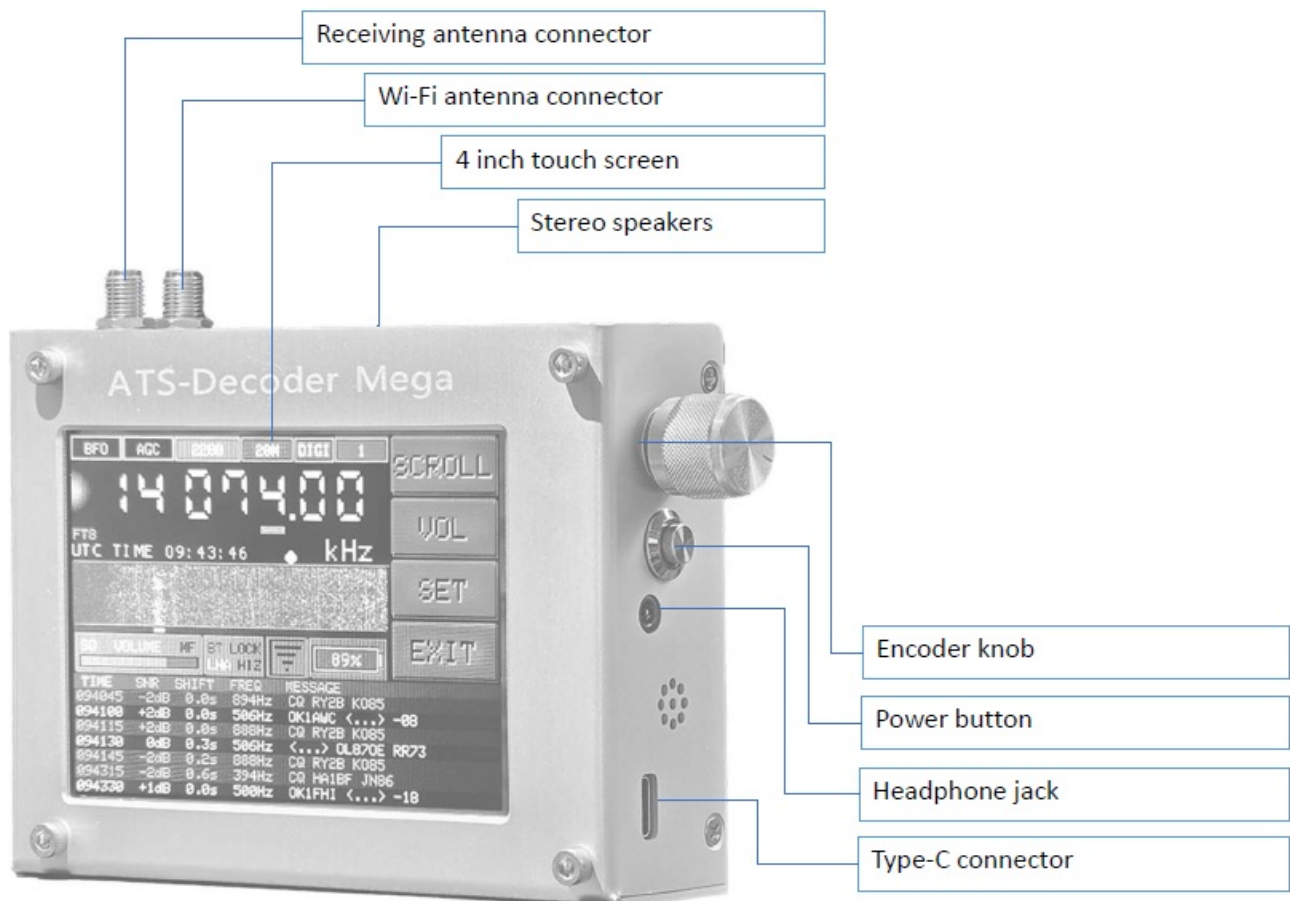 Receiving antenna connector
Wi-Fi antenna connector
4 inch touch screen
Stereo speakers
ATS-Decoder Mega
BFO AGC 2200 20M DIGI 1
SCROLL
14 074.00
VOL
FT8
UTC TIME 09:43:46 kHz
SET
VOLUME MF BT LOCK
LNA HIZ 89%
EXIT
TIME SNR SHIFT FREQ MESSAGE
094045 -2dB 0.0s 894Hz CQ RY2B KO85
094100 +2dB 0.0s 506Hz OK1AWC <...> -08
094115 +2dB 0.0s 888Hz CQ RY2B KO85
094130 0dB 0.3s 506Hz <...> OL870E RR73
094145 -2dB 0.2s 888Hz CQ RY2B KO85
094315 -2dB 0.6s 394Hz CQ HA1BF JN86
094330 +1dB 0.0s 500Hz OK1FHI <...> -18
Encoder knob
Power button
Headphone jack
Type-C connector